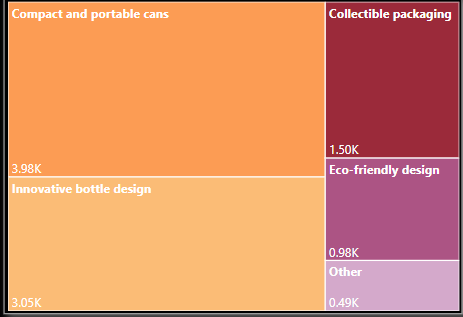 Compact and portable cans
3.98K
Innovative bottle design
3.05K
Collectible packaging
1.50K
Eco-friendly design
0.98K
Other
0.49K